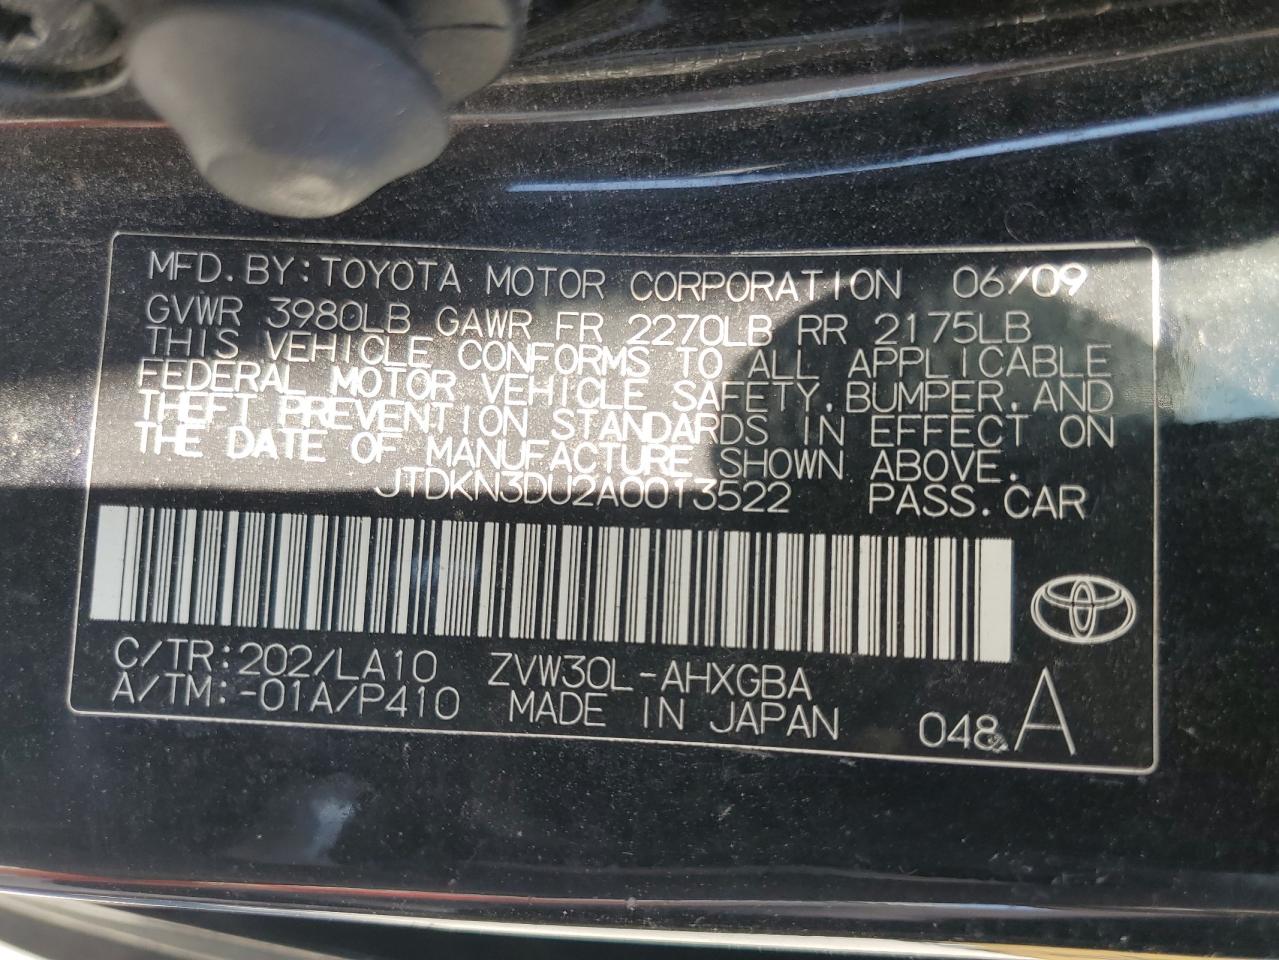 MFD.BY:TOYOTA MOTOR CORPORATION 06/09
GVWR 3980LB GAWR FR 2270LB RR 2175LB
THIS VEHICLE CONFORMS TO ALL APPLICABLE
FEDERAL MOTOR VEHICLE SAFETY,BUMPER,AND
THEFT PREVENTION STANDARDS IN EFFECT ON
THE DATE OF MANUFACTURE SHOWN ABOVE.
JTDKN3DU2A0013522 PASS.CAR
C/TR:202/LA10 ZVW30L-AHXGBA
A/TM:-01A/P410 MADE IN JAPAN 048& A